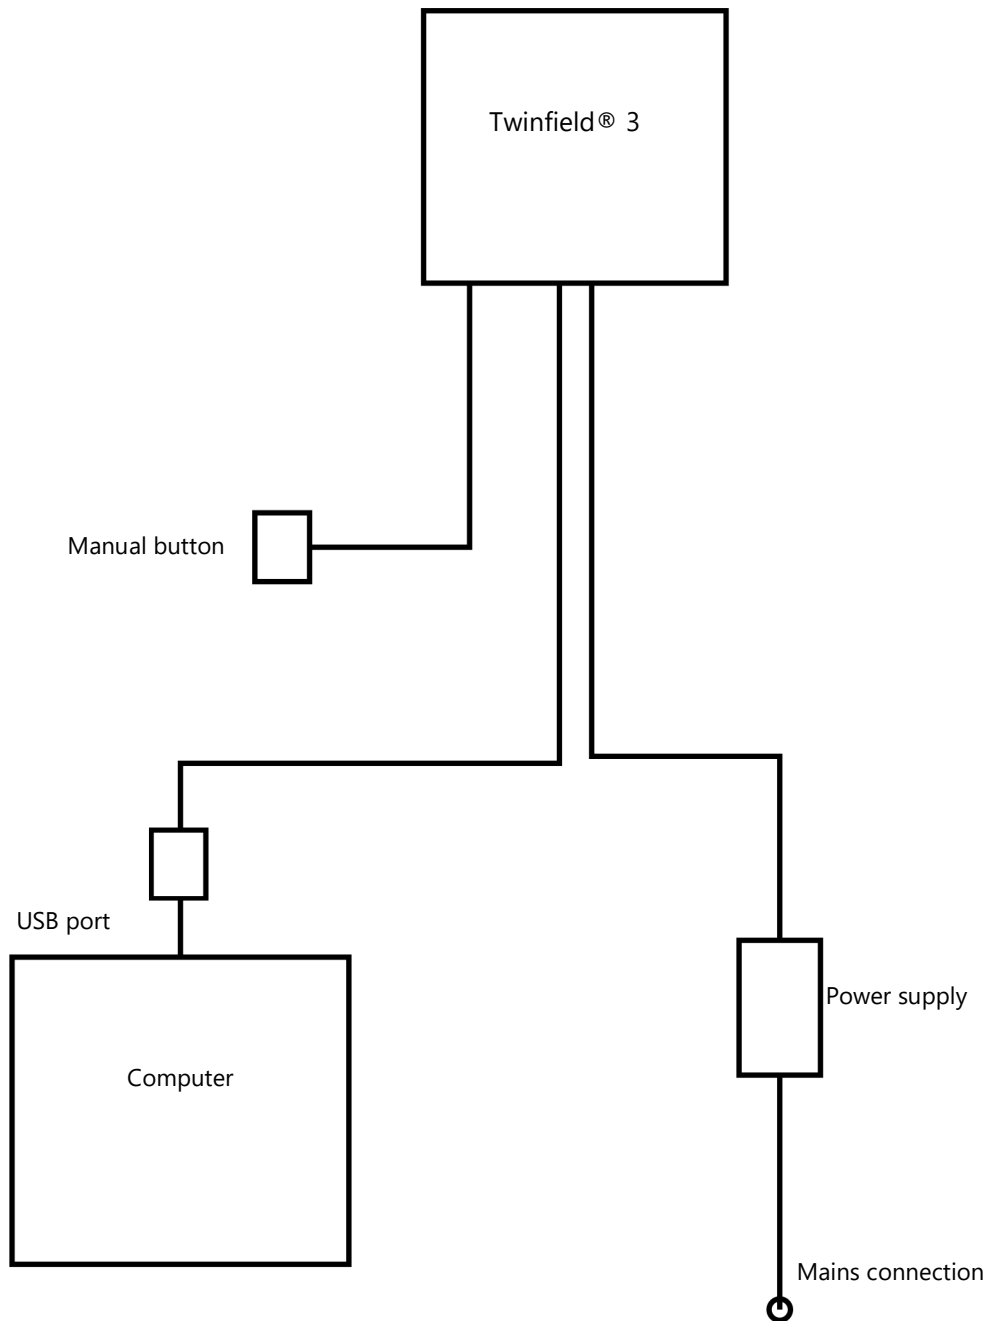 Twinfield® 3
Manual button
USB port
Power supply
Computer
Mains connection